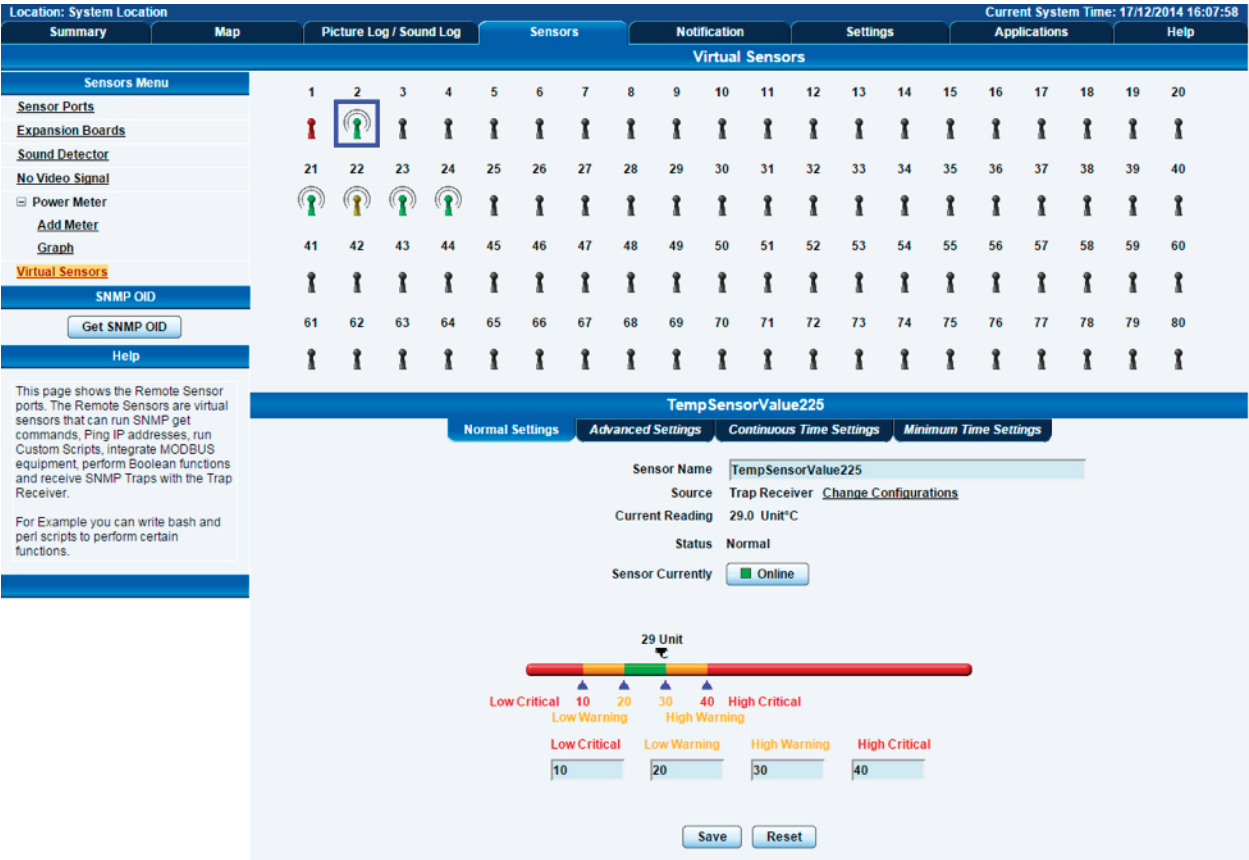 Location: System Location Current System Time: 17/12/2014 16:07:58
Summary Map Picture Log / Sound Log Sensors Notification Settings Applications Help
Virtual Sensors
Sensors Menu
Sensor Ports
Expansion Boards
Sound Detector
No Video Signal
Power Meter
Add Meter
Graph
Virtual Sensors
SNMP OID
Get SNMP OID
Help
This page shows the Remote Sensor
ports. The Remote Sensors are virtual
sensors that can run SNMP get
commands, Ping IP addresses, run
Custom Scripts, integrate MODBUS
equipment, perform Boolean functions
and receive SNMP Traps with the Trap
Receiver.
For Example you can write bash and
perl scripts to perform certain
functions.
1 2 3 4 5 6 7 8 9 10 11 12 13 14 15 16 17 18 19 20
21 22 23 24 25 26 27 28 29 30 31 32 33 34 35 36 37 38 39 40
41 42 43 44 45 46 47 48 49 50 51 52 53 54 55 56 57 58 59 60
61 62 63 64 65 66 67 68 69 70 71 72 73 74 75 76 77 78 79 80
TempSensorValue225
Normal Settings Advanced Settings Continuous Time Settings Minimum Time Settings
Sensor Name TempSensorValue225
Source Trap Receiver Change Configurations
Current Reading 29.0 Unit°C
Status Normal
Sensor Currently Online
29 Unit
Low Critical 10 20 30 40 High Critical
Low Warning High Warning
Low Critical Low Warning High Warning High Critical
10 20 30 40
Save Reset